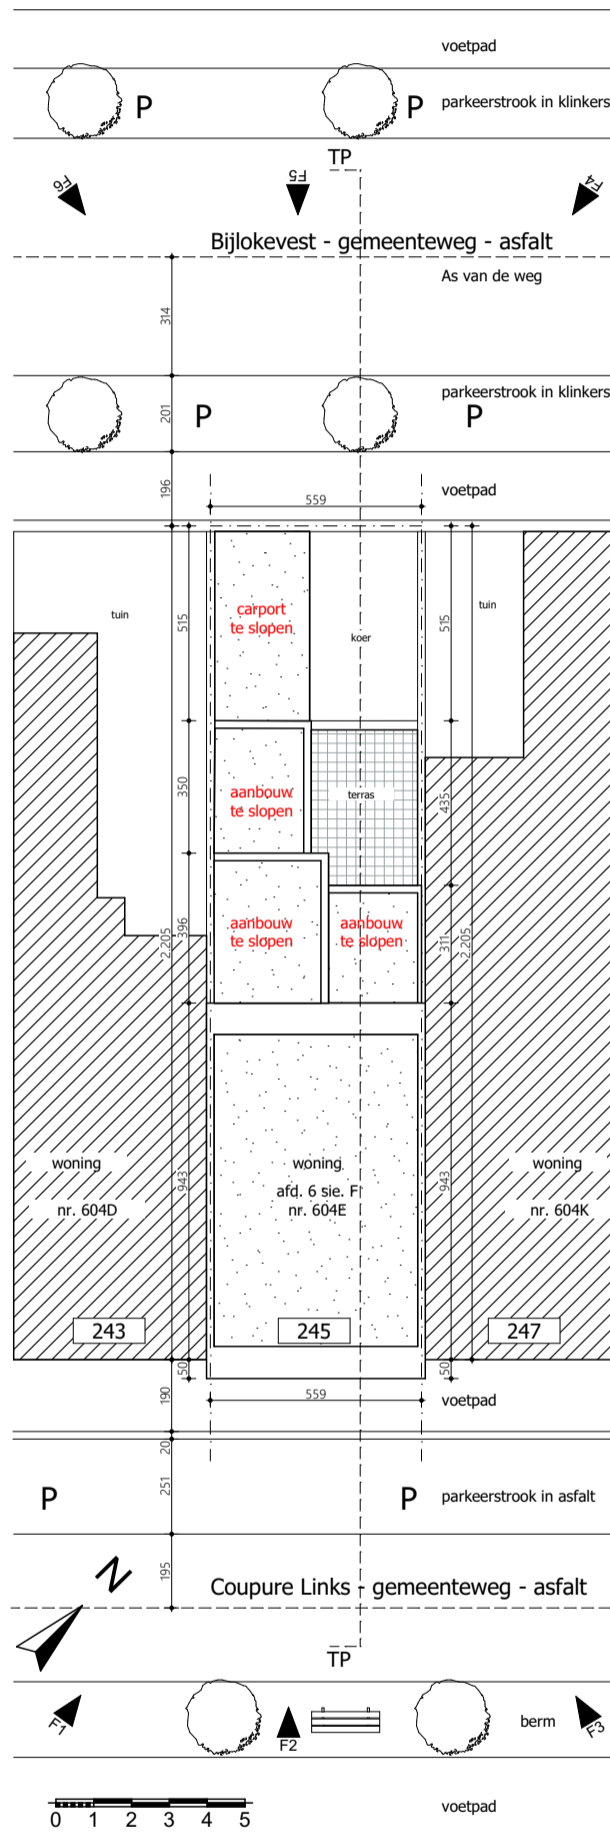 voetpad
P
P
parkeerstrook in klinkers
TP
F6
F5
F4
Bijlokevest - gemeenteweg - asfalt
As van de weg
314
parkeerstrook in klinkers
201
P
P
196
voetpad
559
tuin
515
carport
te slopen
koer
515
tuin
350
aanbouw
te slopen
terras
435
2.205
396
aanbouw
te slopen
aanbouw
te slopen
311
2.205
943
woning
nr. 604D
woning
afd. 6 sie. F
nr. 604E
943
woning
nr. 604K
243
245
247
50
50
190
559
voetpad
20
251
P
P
parkeerstrook in asfalt
195
N
Coupure Links - gemeenteweg - asfalt
TP
F1
F2
berm
F3
0 1 2 3 4 5
voetpad